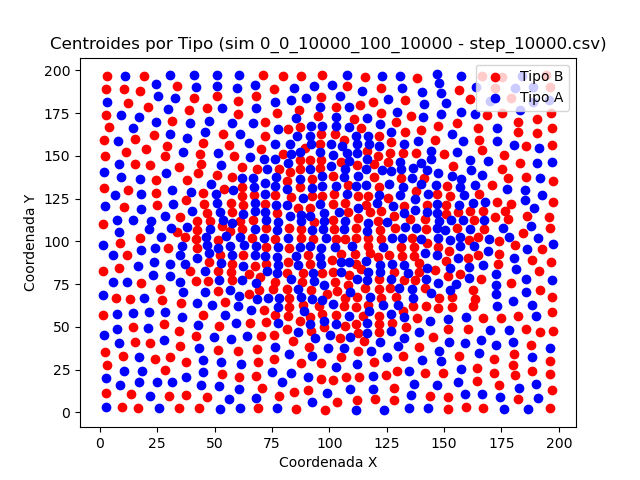 Centroides por Tipo (sim 0_0_10000_100_10000 - step_10000.csv)
Tipo B
Tipo A
Coordenada Y
200
175
150
125
100
75
50
25
0
0 25 50 75 100 125 150 175 200
Coordenada X